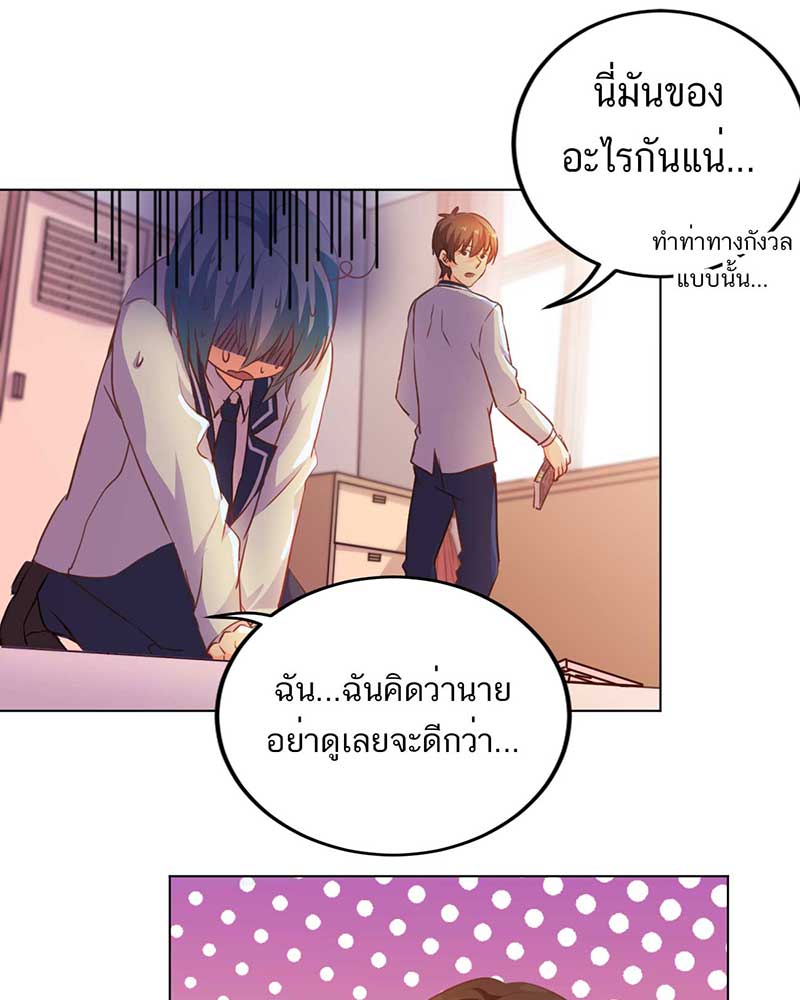 นี่มันของ
อะไรกันแน่...
ทำท่าทางกังวล
แบบนั้น...
ฉัน...ฉันคิดว่านาย
อย่าดูเลยจะดีกว่า...